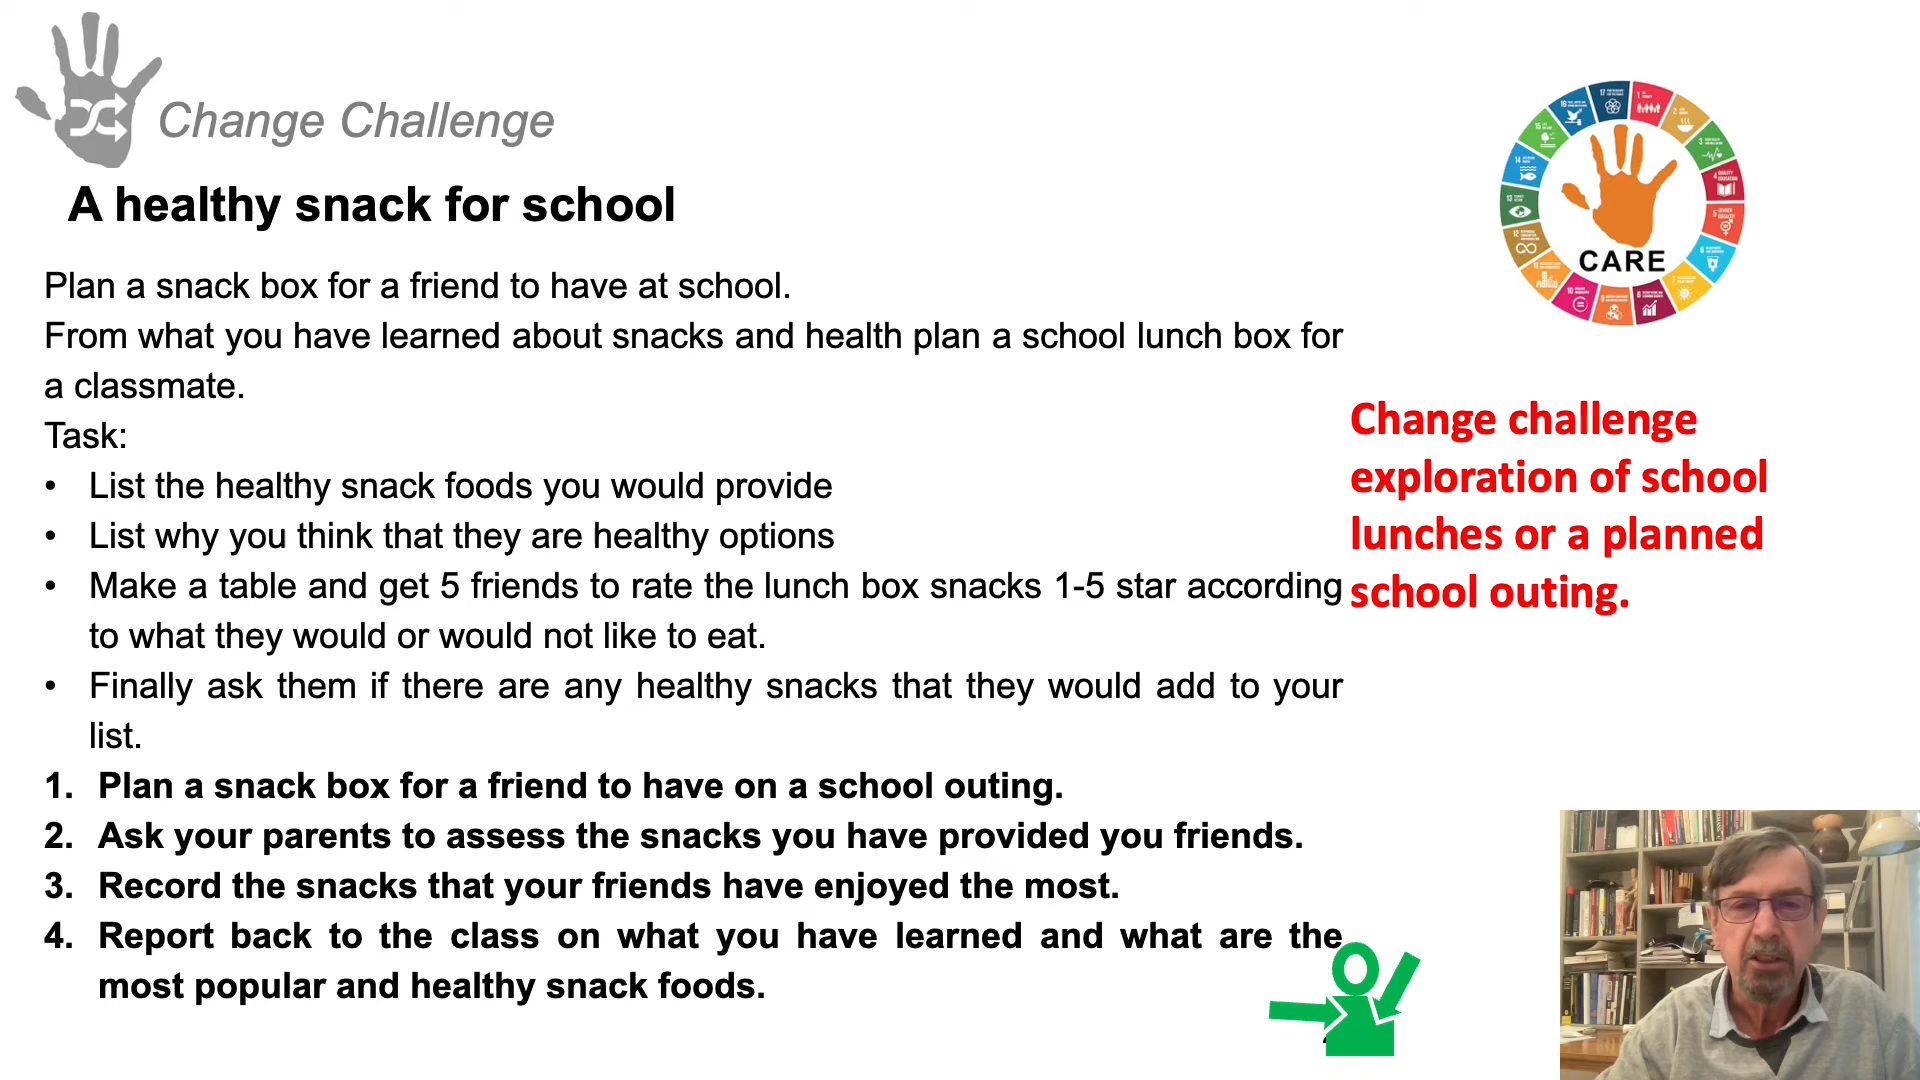 Change Challenge
A healthy snack for school
Plan a snack box for a friend to have at school.
From what you have learned about snacks and health plan a school lunch box for
a classmate.
Task:
• List the healthy snack foods you would provide
• List why you think that they are healthy options
• Make a table and get 5 friends to rate the lunch box snacks 1-5 star according
to what they would or would not like to eat.
• Finally ask them if there are any healthy snacks that they would add to your
list.
1. Plan a snack box for a friend to have on a school outing.
2. Ask your parents to assess the snacks you have provided you friends.
3. Record the snacks that your friends have enjoyed the most.
4. Report back to the class on what you have learned and what are the
most popular and healthy snack foods.
CARE
Change challenge
exploration of school
lunches or a planned
school outing.